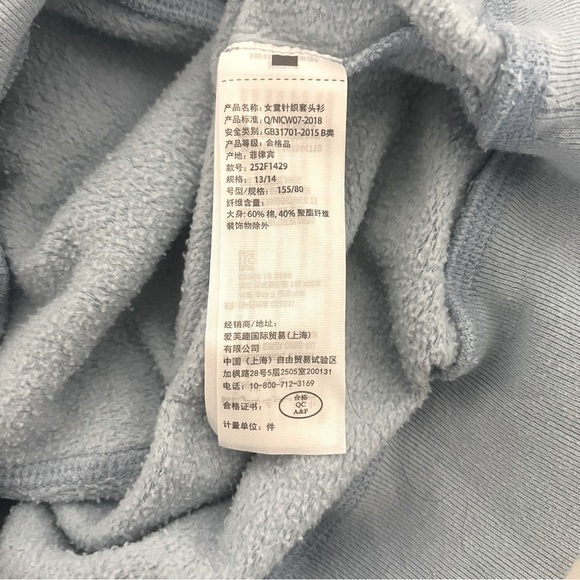 产品名称: 女童针织套头衫
产品标准: Q/NICW07-2018
安全类别: GB31701-2015 B类
产品等级: 合格品
产地: 菲律宾
款号: 252F1429
规格: 13/14
号型/规格: 155/80
纤维含量:
大身: 60% 棉, 40% 聚酯纤维
装饰物除外
经销商/地址:
爱芙趣国际贸易(上海)
有限公司
中国 (上海) 自由贸易试验区
加枫路28号5层2505室200131
电话: 10-800-712-3169
合格证书:
合格
QC
A&F
计量单位: 件